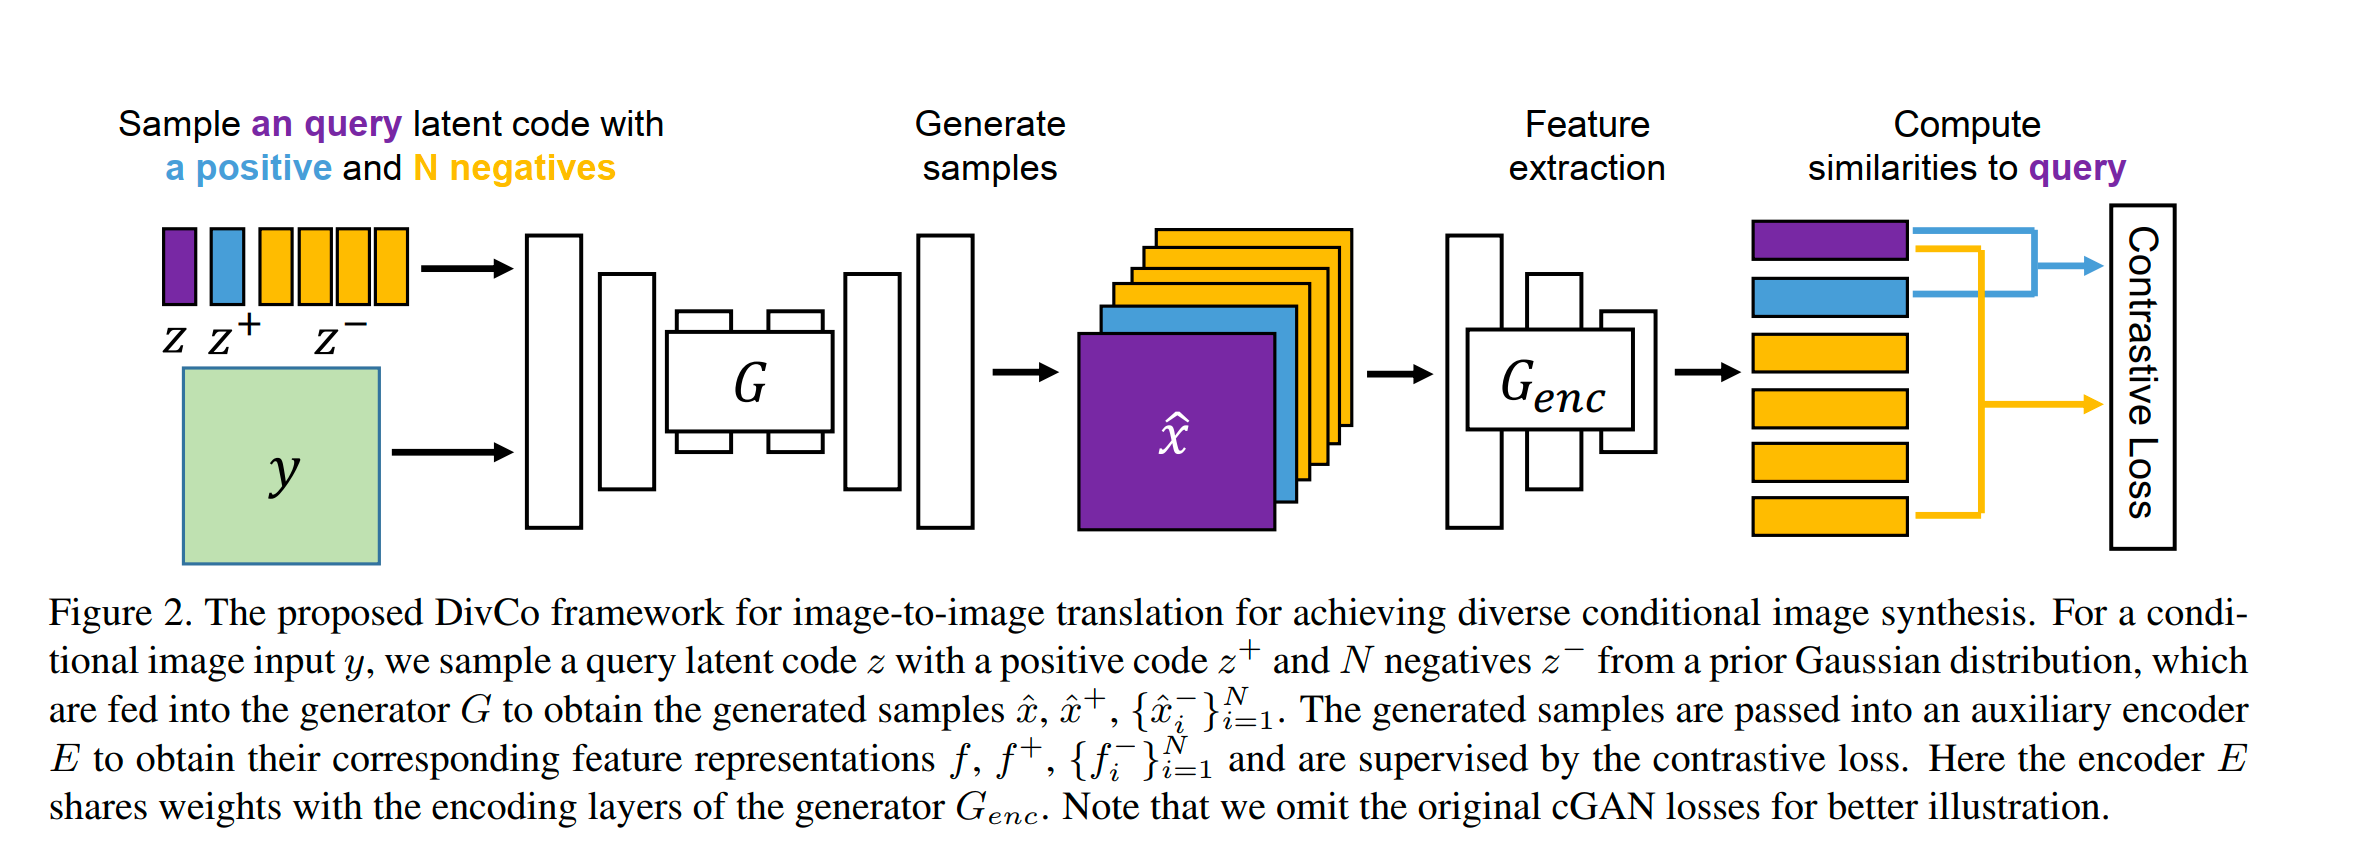 Sample an query latent code with
a positive and N negatives
Generate
samples
Feature
extraction
Compute
similarities to query
z z⁺ z⁻
y
G
x̂
G_enc
Contrastive Loss
Figure 2. The proposed DivCo framework for image-to-image translation for achieving diverse conditional image synthesis. For a condi-
tional image input y, we sample a query latent code z with a positive code z⁺ and N negatives z⁻ from a prior Gaussian distribution, which
are fed into the generator G to obtain the generated samples x̂, x̂⁺, {x̂ᵢ⁻}ᵢ₌₁ᴺ. The generated samples are passed into an auxiliary encoder
E to obtain their corresponding feature representations f, f⁺, {fᵢ⁻}ᵢ₌₁ᴺ and are supervised by the contrastive loss. Here the encoder E
shares weights with the encoding layers of the generator G_enc. Note that we omit the original cGAN losses for better illustration.